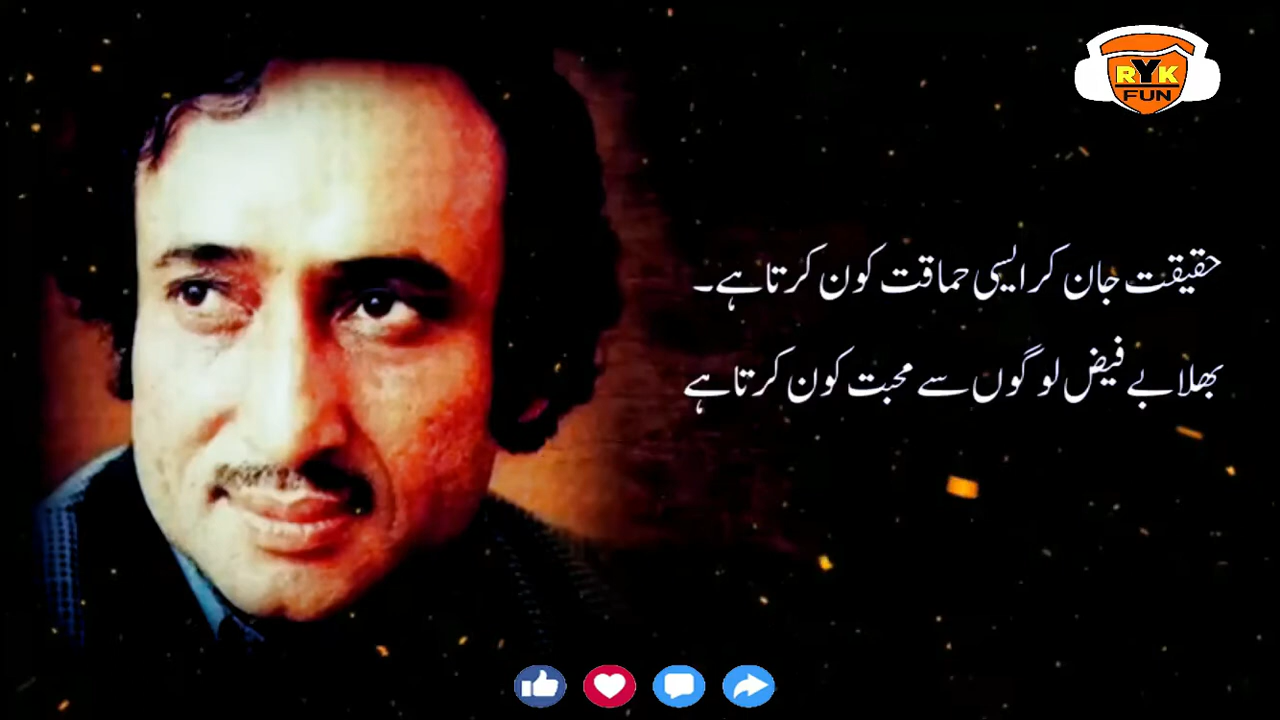 RYK
FUN
حقیقت جان کر ایسی حماقت کون کرتا ہے۔
بھلا بے فیض لوگوں سے محبت کون کرتا ہے